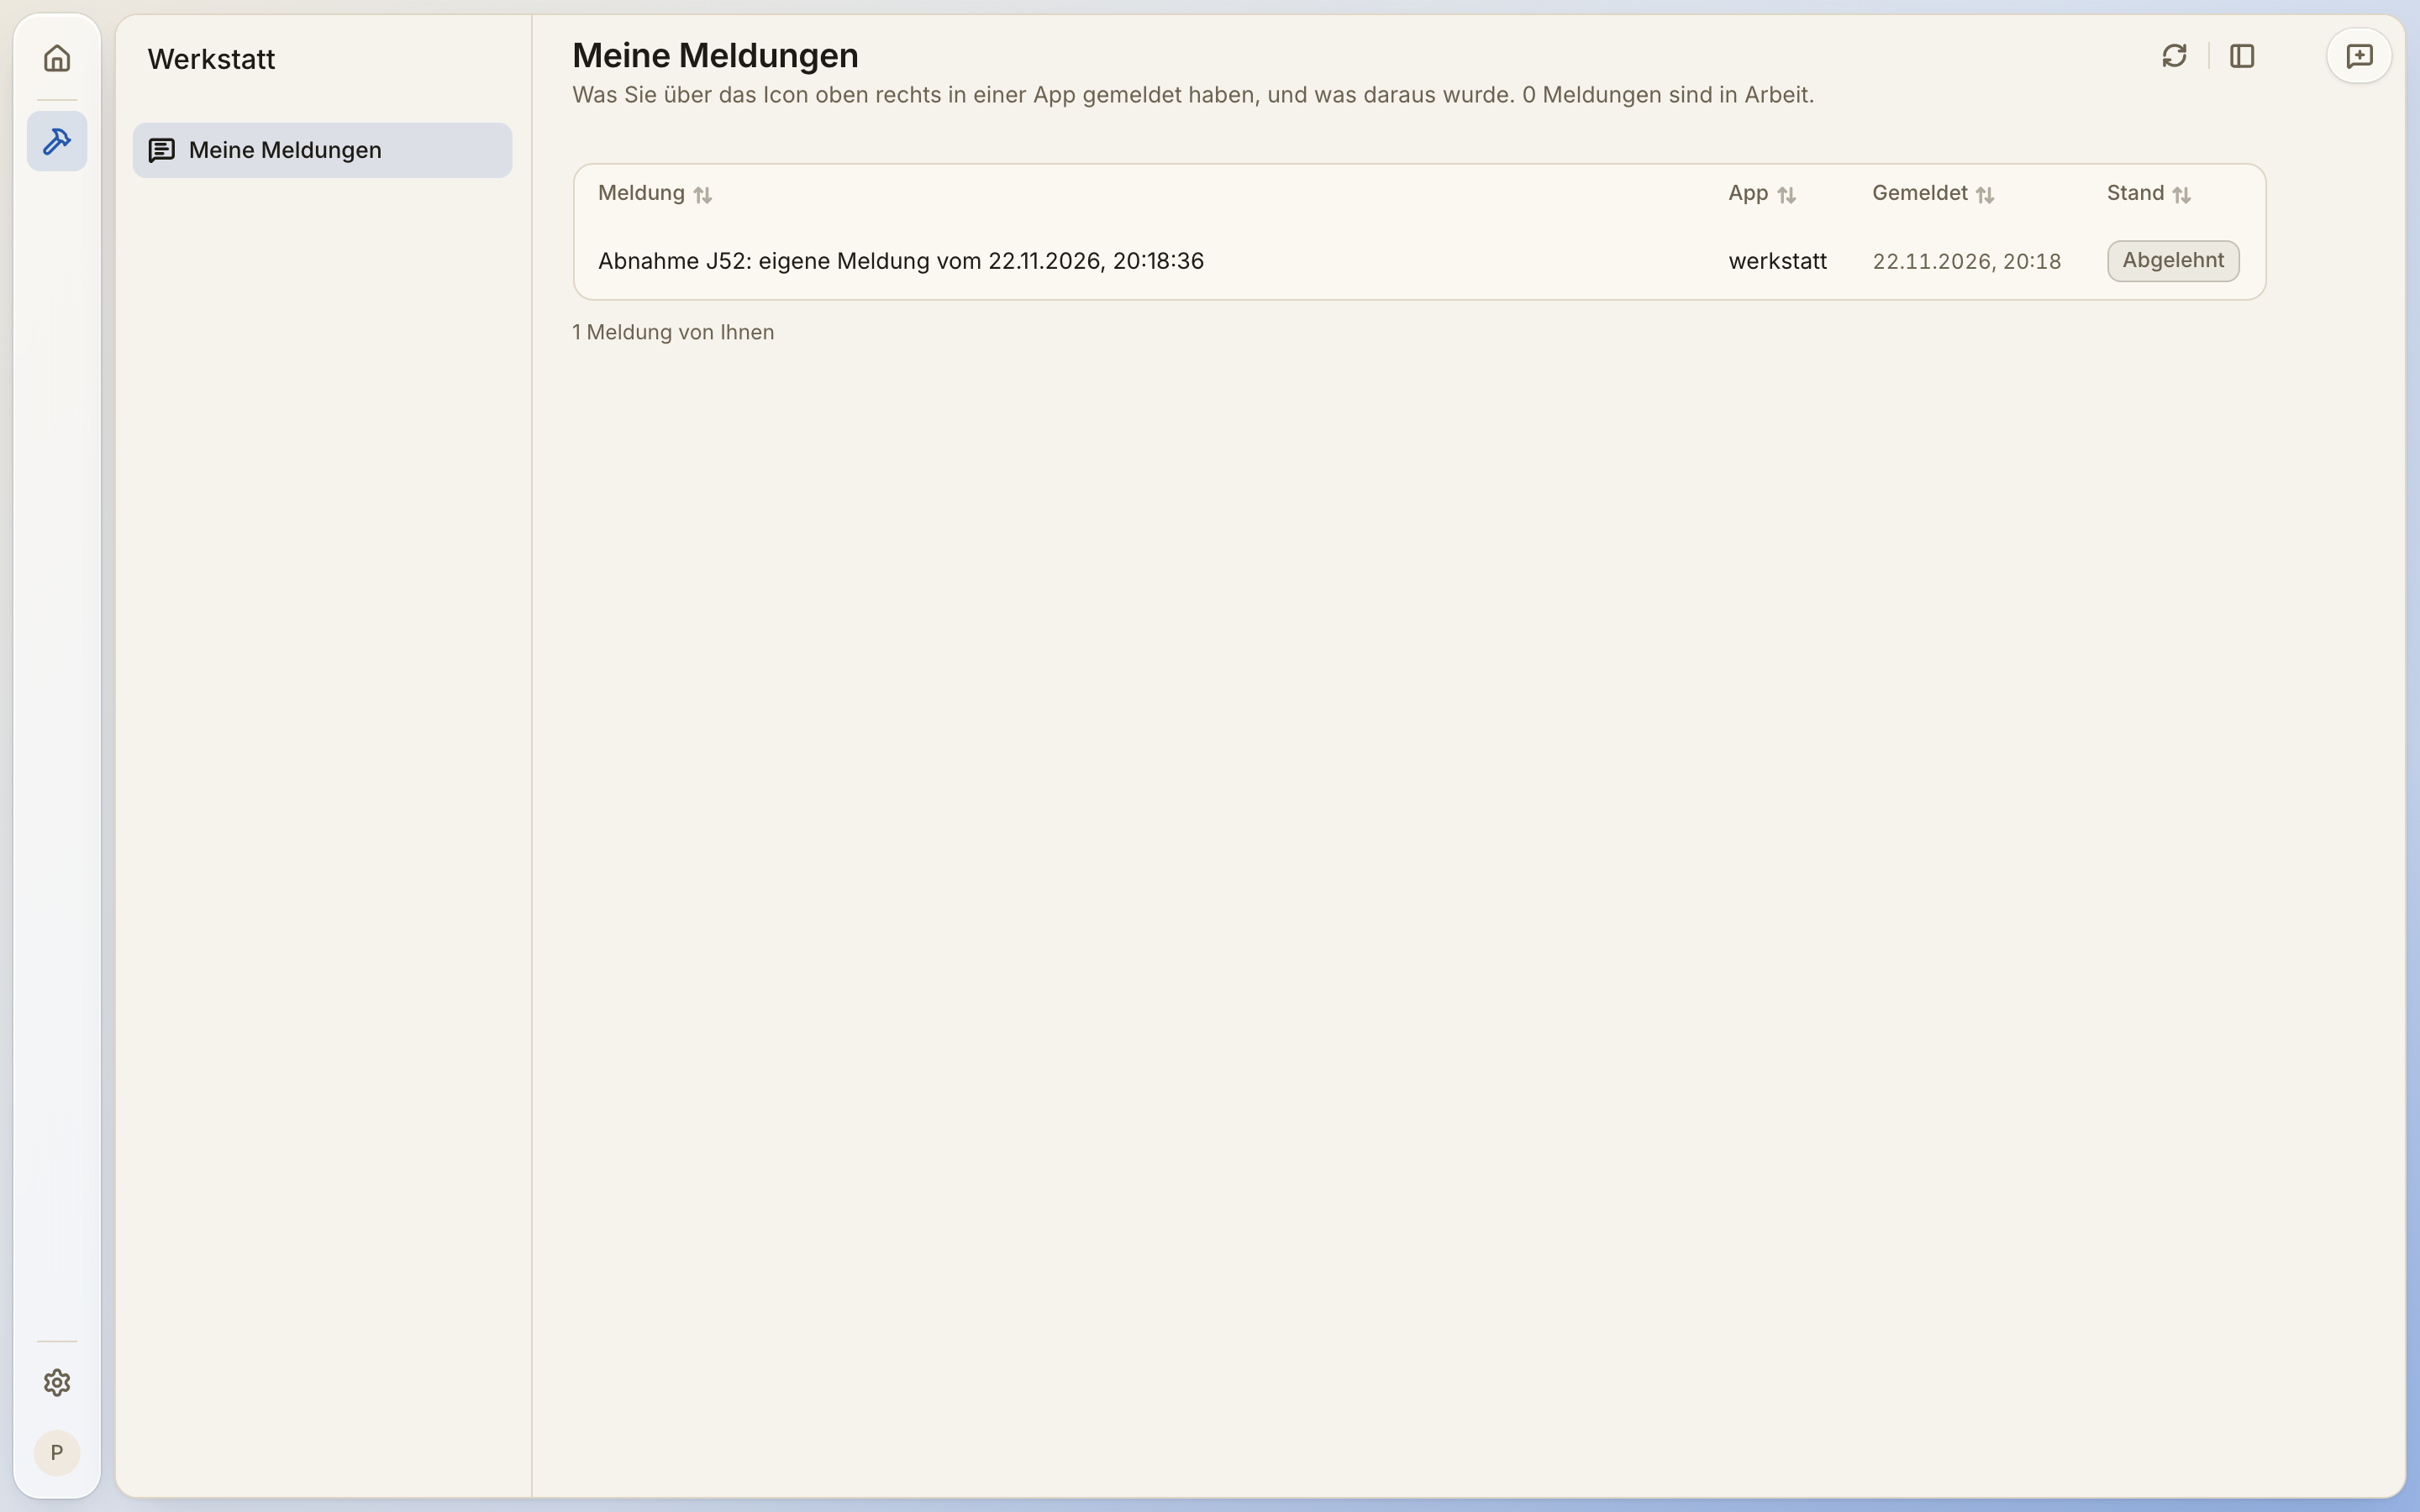 Werkstatt
Meine Meldungen
Meine Meldungen
Was Sie über das Icon oben rechts in einer App gemeldet haben, und was daraus wurde. 0 Meldungen sind in Arbeit.
Meldung App Gemeldet Stand
Abnahme J52: eigene Meldung vom 22.11.2026, 20:18:36 werkstatt 22.11.2026, 20:18 Abgelehnt
1 Meldung von Ihnen
P